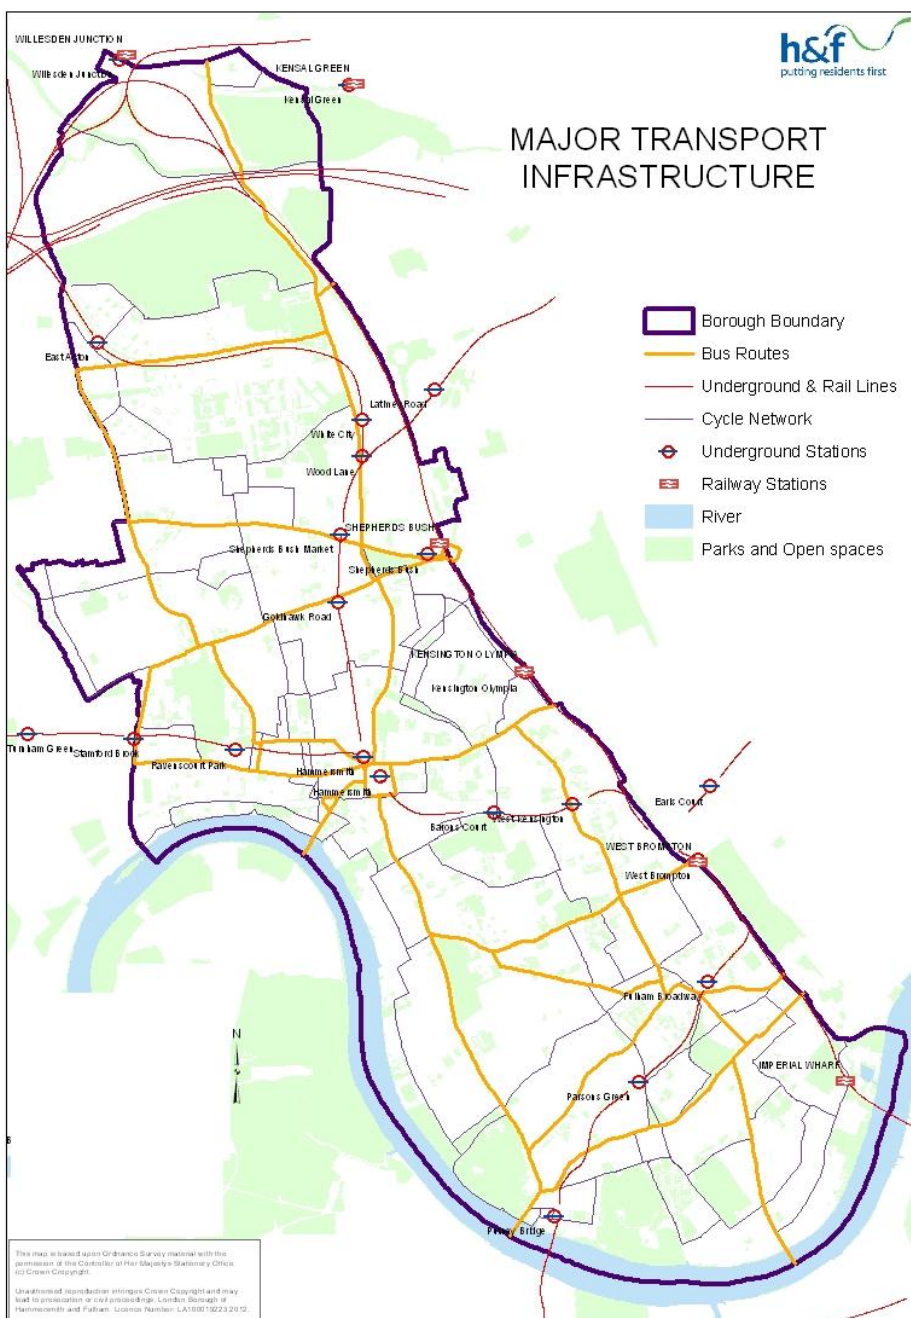 WILLESDEN JUNCTION
Willesden Junction
KENSAL GREEN
Kensal Green
h&f
putting residents first
MAJOR TRANSPORT
INFRASTRUCTURE
Borough Boundary
Bus Routes
Underground & Rail Lines
Cycle Network
Underground Stations
Railway Stations
River
Parks and Open spaces
East Acton
Latimer Road
White City
Wood Lane
SHEPHERDS BUSH
Shepherds Bush Market
Shepherds Bush
Goldhawk Road
KENSINGTON OLYMPIA
Kensington Olympia
Turnham Green
Stamford Brook
Ravenscourt Park
Hammersmith
Hammersmith
Barons Court
West Kensington
Earls Court
WEST BROMPTON
West Brompton
Fulham Broadway
N
IMPERIAL WHARF
Parsons Green
Putney Bridge
This map is based upon Ordnance Survey material with the
permission of the Controller of Her Majestys Stationery Office
(c) Crown Copyright.
Unauthorised reproduction infringes Crown Copyright and may
lead to prosecution or civil proceedings. London Borough of
Hammersmith and Fulham. Licence Number: LA100019223 2012.